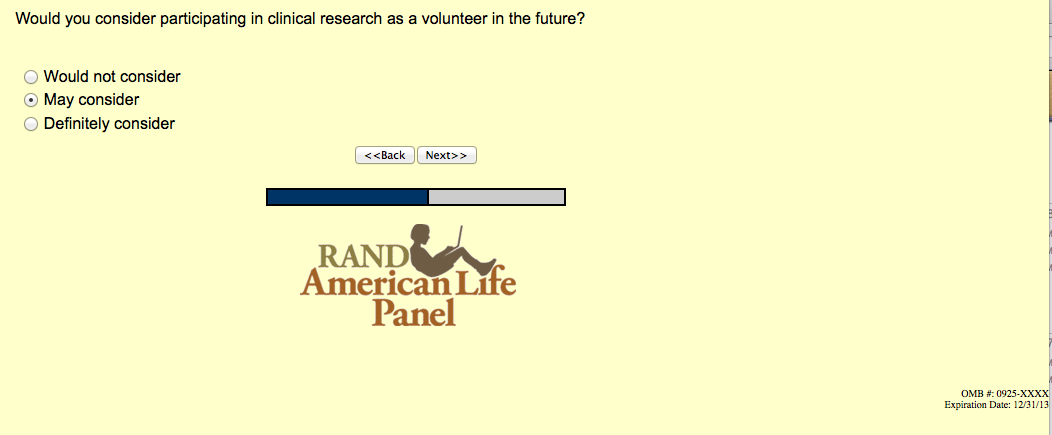 Would you consider participating in clinical research as a volunteer in the future?
Would not consider
May consider
Definitely consider
<<Back Next>>
RAND
American Life
Panel
OMB #: 0925-XXXX
Expiration Date: 12/31/13